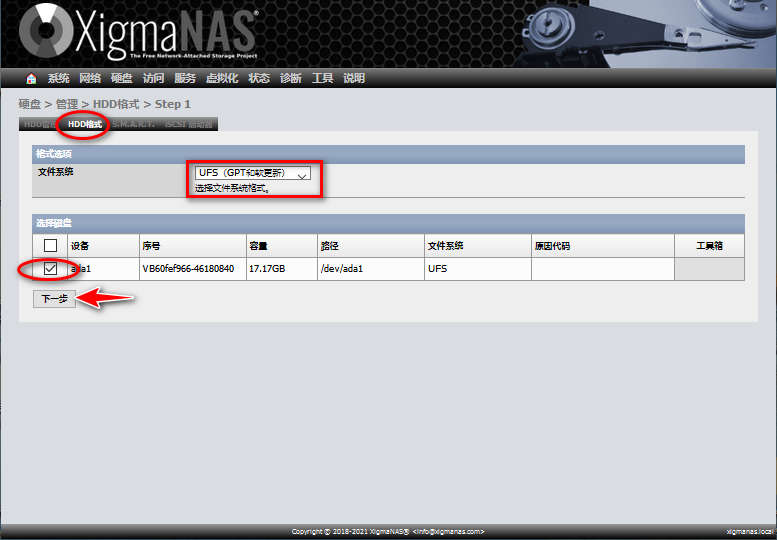 XigmaNAS®
The Free Network-Attached Storage Project
系统 网络 硬盘 访问 服务 虚拟化 状态 诊断 工具 说明
硬盘 > 管理 > HDD格式 > Step 1
HDD管理 HDD格式 S.M.A.R.T. iSCSI 启动器
格式选项
文件系统 UFS（GPT和软更新）
选择文件系统格式。
选择磁盘
设备 序号 容量 路径 文件系统 原因代码 工具箱
ada1 VB60fef966-46180840 17.17GB /dev/ada1 UFS
下一步
Copyright © 2018-2021 XigmaNAS® <info@xigmanas.com> xigmanas.local